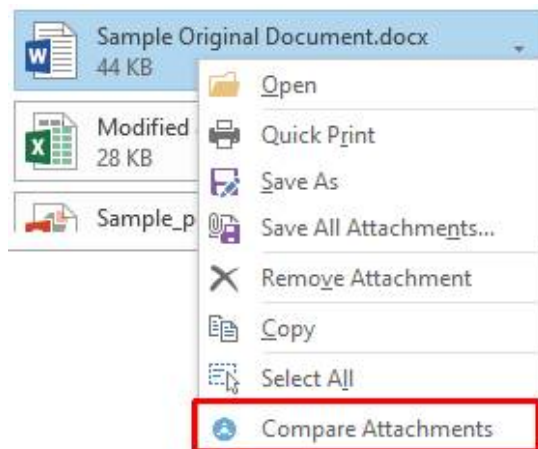 Sample Original Document.docx
44 KB
Open
Modified
28 KB
Quick Print
Save As
Sample_p
Save All Attachments...
Remove Attachment
Copy
Select All
Compare Attachments